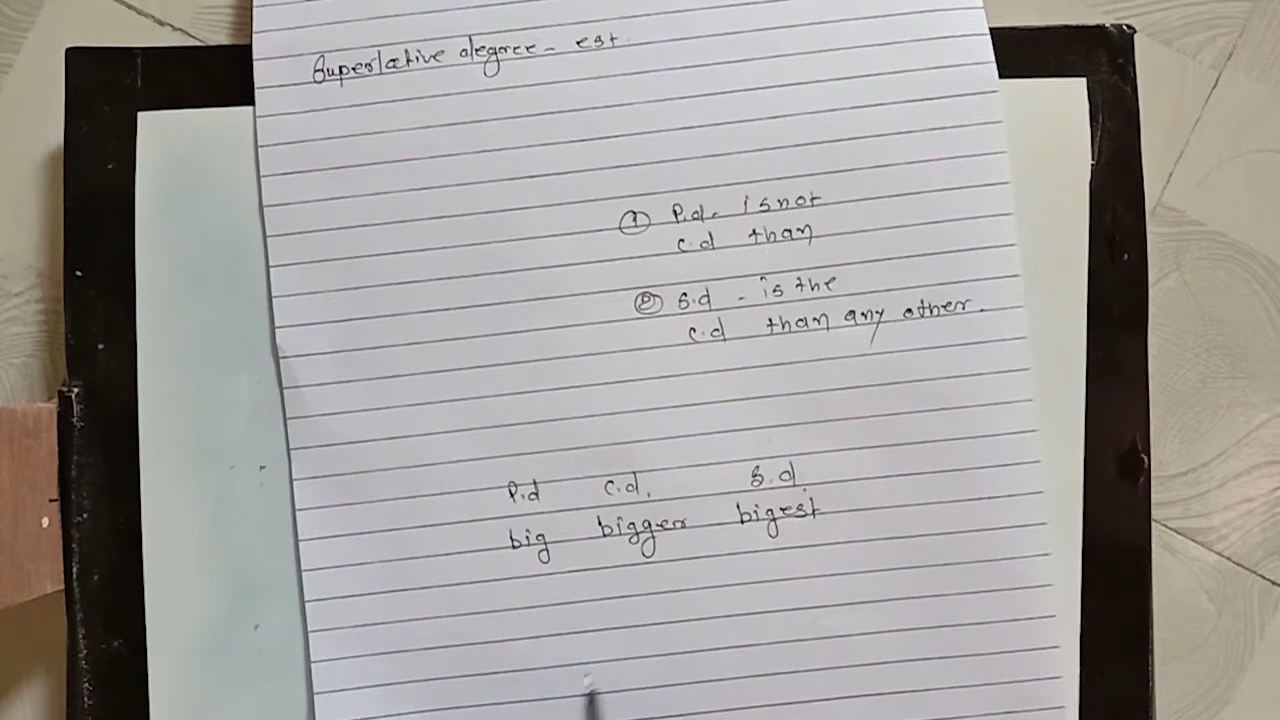 Superlative degree - est.
① P.d. is not
c.d than
② s.d - is the
c.d than any other.
P.d c.d. s.d.
big bigger bigest